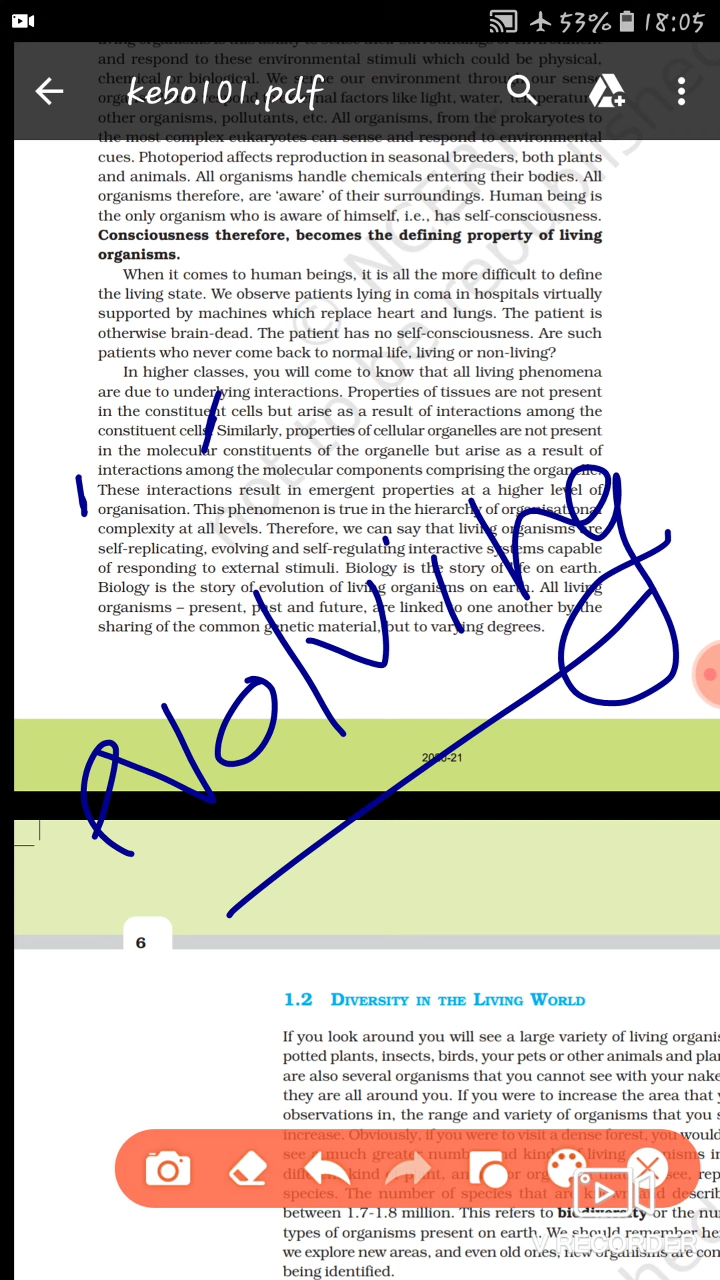 53% 18:05
and respond to these environmental stimuli which could be physical,
kebo101.pdf
other organisms, pollutants, etc. All organisms, from the prokaryotes to
the most complex eukaryotes can sense and respond to environmental
cues. Photoperiod affects reproduction in seasonal breeders, both plants
and animals. All organisms handle chemicals entering their bodies. All
organisms therefore, are ‘aware’ of their surroundings. Human being is
the only organism who is aware of himself, i.e., has self-consciousness.
Consciousness therefore, becomes the defining property of living
organisms.
When it comes to human beings, it is all the more difficult to define
the living state. We observe patients lying in coma in hospitals virtually
supported by machines which replace heart and lungs. The patient is
otherwise brain-dead. The patient has no self-consciousness. Are such
patients who never come back to normal life, living or non-living?
In higher classes, you will come to know that all living phenomena
are due to underlying interactions. Properties of tissues are not present
in the constituent cells but arise as a result of interactions among the
constituent cells. Similarly, properties of cellular organelles are not present
in the molecular constituents of the organelle but arise as a result of
interactions among the molecular components comprising the organelle.
These interactions result in emergent properties at a higher level of
organisation. This phenomenon is true in the hierarchy of organisational
complexity at all levels. Therefore, we can say that living organisms are
self-replicating, evolving and self-regulating interactive systems capable
of responding to external stimuli. Biology is the story of life on earth.
Biology is the story of evolution of living organisms on earth. All living
organisms – present, past and future, are linked to one another by the
sharing of the common genetic material, but to varying degrees.
2020-21
6
1.2 DIVERSITY IN THE LIVING WORLD
If you look around you will see a large variety of living organis
potted plants, insects, birds, your pets or other animals and plan
are also several organisms that you cannot see with your nake
they are all around you. If you were to increase the area that y
observations in, the range and variety of organisms that you s
increase. Obviously, if you were to visit a dense forest, you would
see a much greater number and kinds of living organisms in
species. The number of species that are known and describ
between 1.7-1.8 million. This refers to biodiversity or the nu
types of organisms present on earth. We should remember he
we explore new areas, and even old ones, new organisms are con
being identified.
V RECORDER
© NCERT
not to be republished